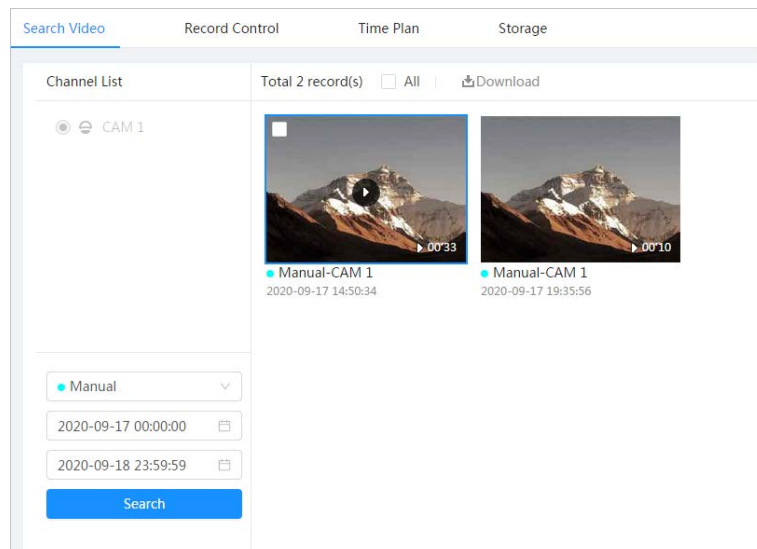 Search Video Record Control Time Plan Storage
Channel List
Total 2 record(s) All Download
CAM 1
00:33
00:10
Manual-CAM 1
2020-09-17 14:50:34
Manual-CAM 1
2020-09-17 19:35:56
Manual
2020-09-17 00:00:00
2020-09-18 23:59:59
Search